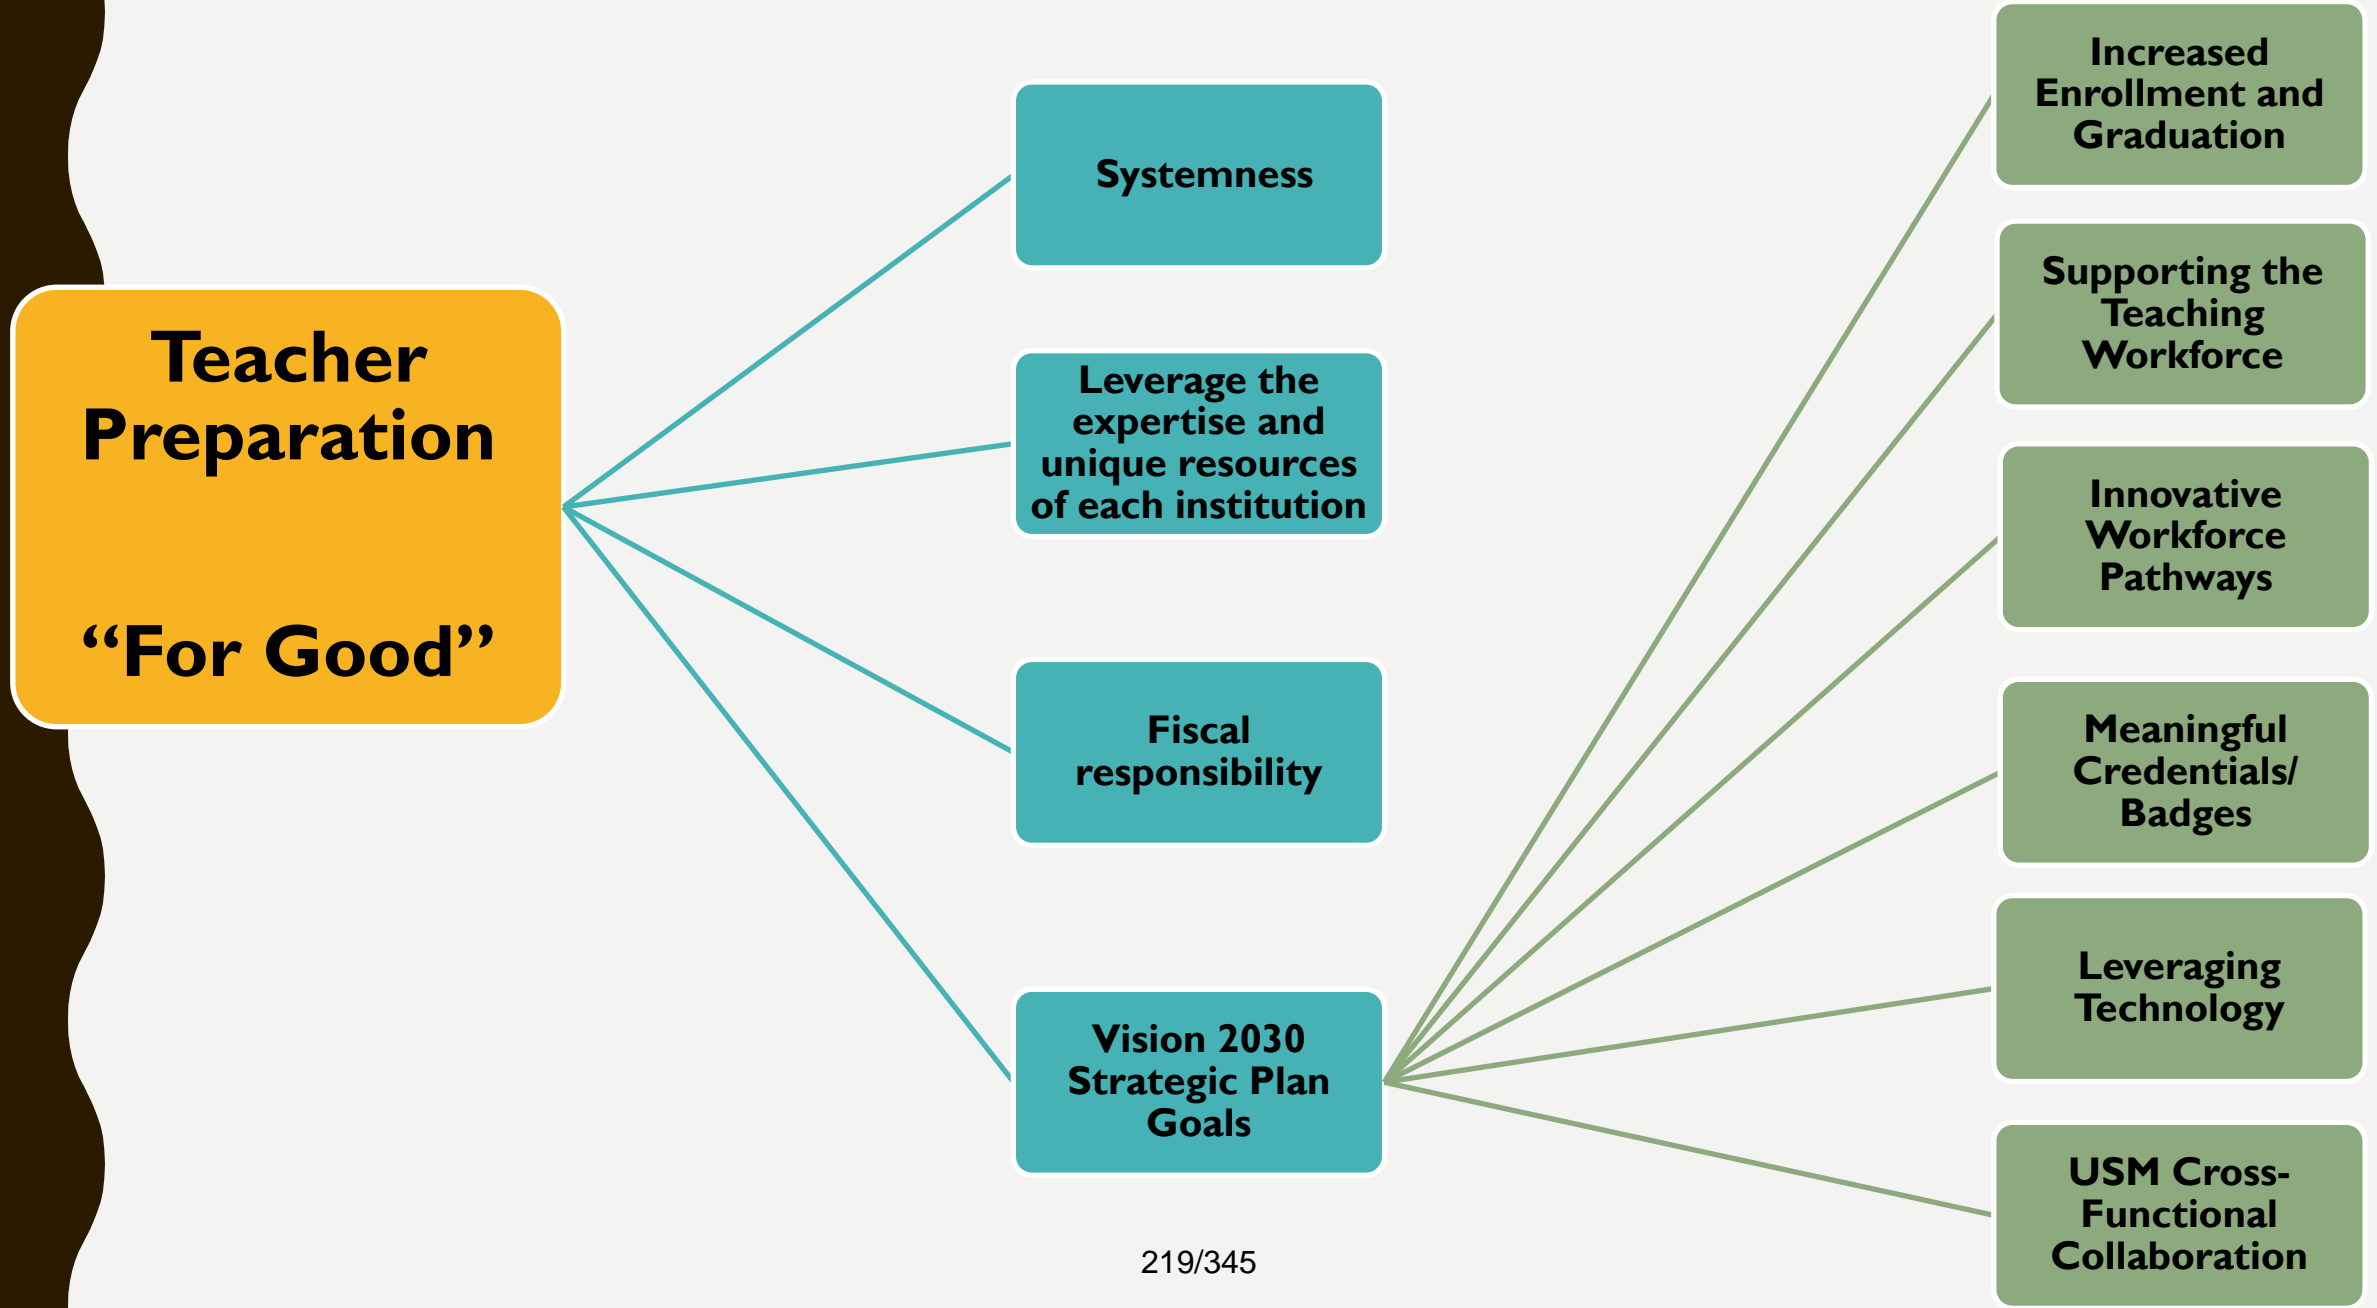 Teacher
Preparation
“For Good”
Systemness
Leverage the
expertise and
unique resources
of each institution
Fiscal
responsibility
Vision 2030
Strategic Plan
Goals
Increased
Enrollment and
Graduation
Supporting the
Teaching
Workforce
Innovative
Workforce
Pathways
Meaningful
Credentials/
Badges
Leveraging
Technology
USM Cross-
Functional
Collaboration
219/345